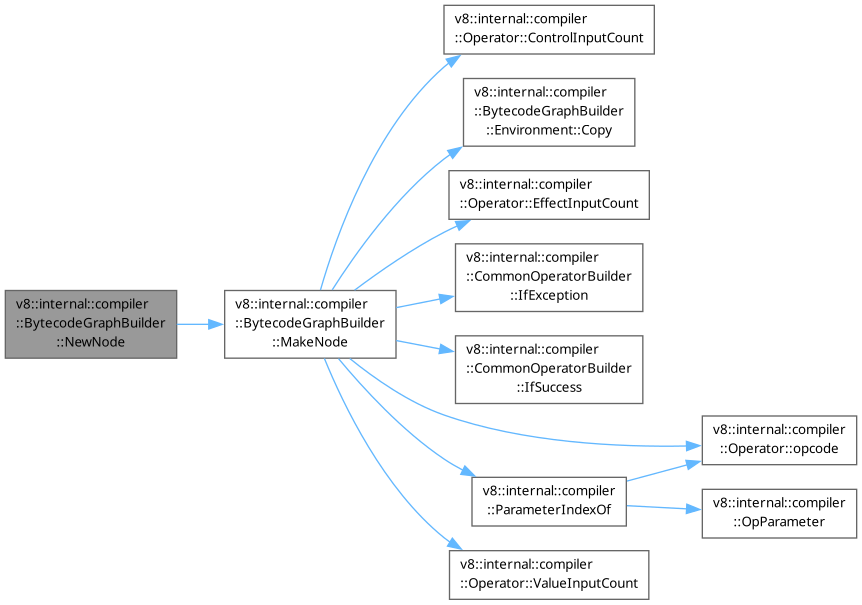 v8::internal::compiler
::BytecodeGraphBuilder
::NewNode
v8::internal::compiler
::BytecodeGraphBuilder
::MakeNode
v8::internal::compiler
::Operator::ControlInputCount
v8::internal::compiler
::BytecodeGraphBuilder
::Environment::Copy
v8::internal::compiler
::Operator::EffectInputCount
v8::internal::compiler
::CommonOperatorBuilder
::IfException
v8::internal::compiler
::CommonOperatorBuilder
::IfSuccess
v8::internal::compiler
::Operator::opcode
v8::internal::compiler
::ParameterIndexOf
v8::internal::compiler
::OpParameter
v8::internal::compiler
::Operator::ValueInputCount